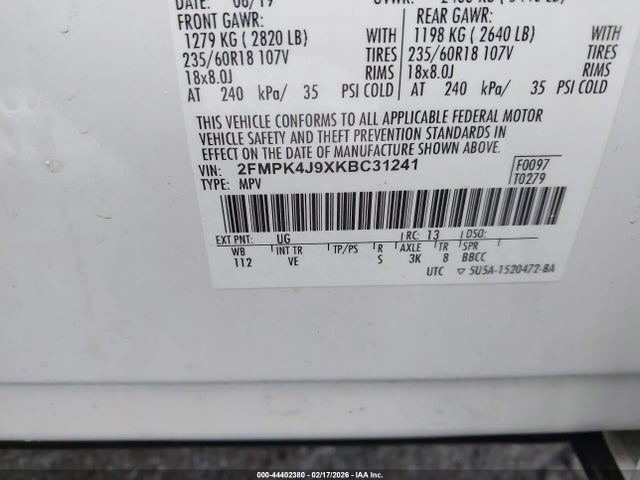 DATE: 06/19
FRONT GAWR: REAR GAWR:
1279 KG ( 2820 LB) WITH 1198 KG ( 2640 LB) WITH
235/60R18 107V TIRES 235/60R18 107V TIRES
18x8.0J RIMS 18x8.0J RIMS
AT 240 kPa/ 35 PSI COLD AT 240 kPa/ 35 PSI COLD
THIS VEHICLE CONFORMS TO ALL APPLICABLE FEDERAL MOTOR
VEHICLE SAFETY AND THEFT PREVENTION STANDARDS IN
EFFECT ON THE DATE OF MANUFACTURE SHOWN ABOVE.
VIN: 2FMPK4J9XKBC31241 F0097
TYPE: MPV T0279
EXT PNT: UG RC: 13 DSO:
WB INT TR TP/PS R AXLE TR SPR
112 VE S 3K 8 BBCC
UTC ▽ 5U5A-1520472-BA
000-44402380 - 02/17/2026 - IAA Inc.